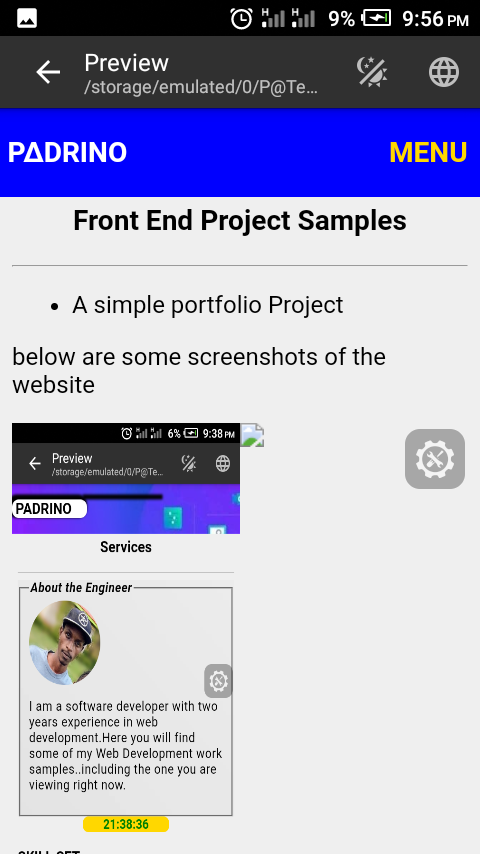 9% 9:56 PM
Preview
/storage/emulated/0/P@Te...
PΔDRINO
MENU
Front End Project Samples
• A simple portfolio Project
below are some screenshots of the
website
6% 9:38 PM
Preview
/storage/emulated/0/P@Te...
PADRINO
Services
About the Engineer
I am a software developer with two
years experience in web
development.Here you will find
some of my Web Development work
samples..including the one you are
viewing right now.
21:38:36